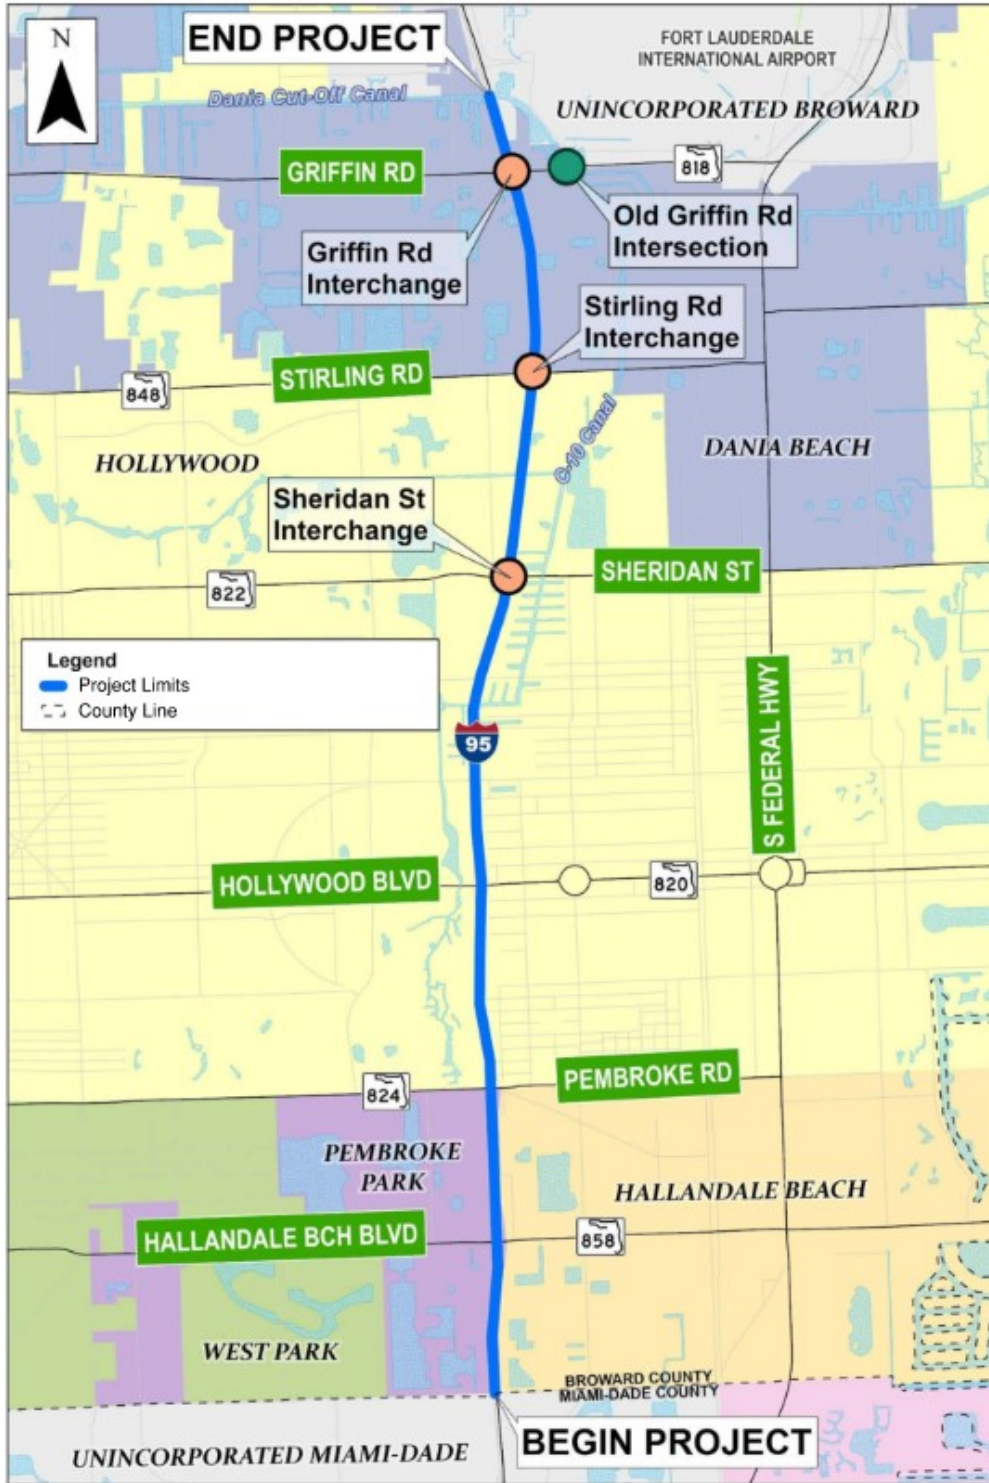 N
END PROJECT
FORT LAUDERDALE
INTERNATIONAL AIRPORT
Dania Cut-Off Canal
UNINCORPORATED BROWARD
GRIFFIN RD
818
Old Griffin Rd
Intersection
Griffin Rd
Interchange
Stirling Rd
Interchange
STIRLING RD
848
C-10 Canal
DANIA BEACH
HOLLYWOOD
Sheridan St
Interchange
SHERIDAN ST
822
Legend
Project Limits
County Line
95
S FEDERAL HWY
HOLLYWOOD BLVD
820
PEMBROKE RD
824
PEMBROKE
PARK
HALLANDALE BEACH
HALLANDALE BCH BLVD
858
WEST PARK
BROWARD COUNTY
MIAMI-DADE COUNTY
BEGIN PROJECT
UNINCORPORATED MIAMI-DADE